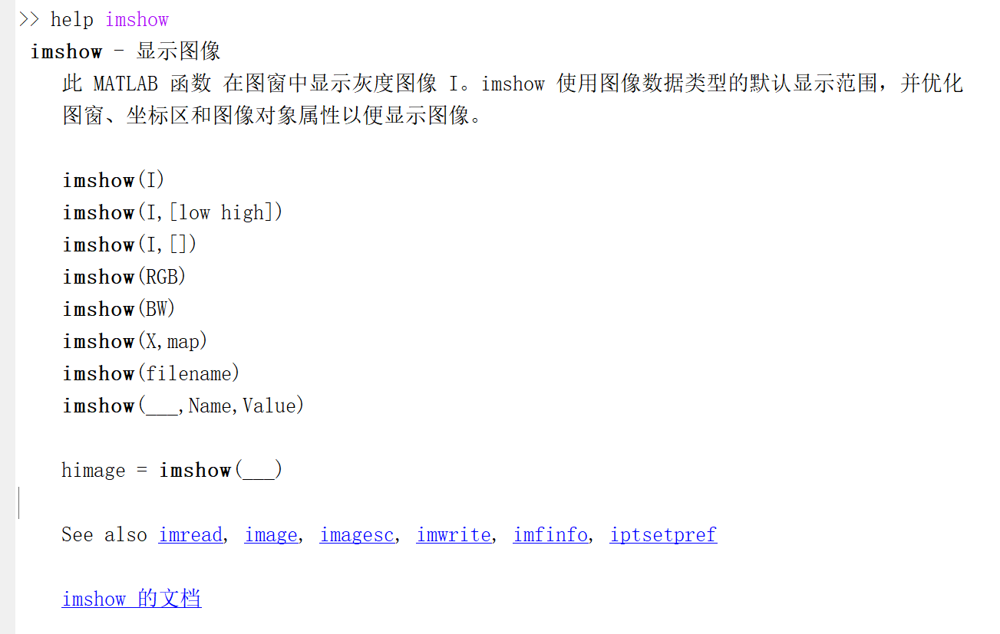 >> help imshow
imshow - 显示图像
此 MATLAB 函数 在图窗中显示灰度图像 I。imshow 使用图像数据类型的默认显示范围，并优化
图窗、坐标区和图像对象属性以便显示图像。
imshow(I)
imshow(I,[low high])
imshow(I,[])
imshow(RGB)
imshow(BW)
imshow(X,map)
imshow(filename)
imshow(___,Name,Value)
himage = imshow(___)
See also imread, image, imagesc, imwrite, imfinfo, iptsetpref
imshow 的文档